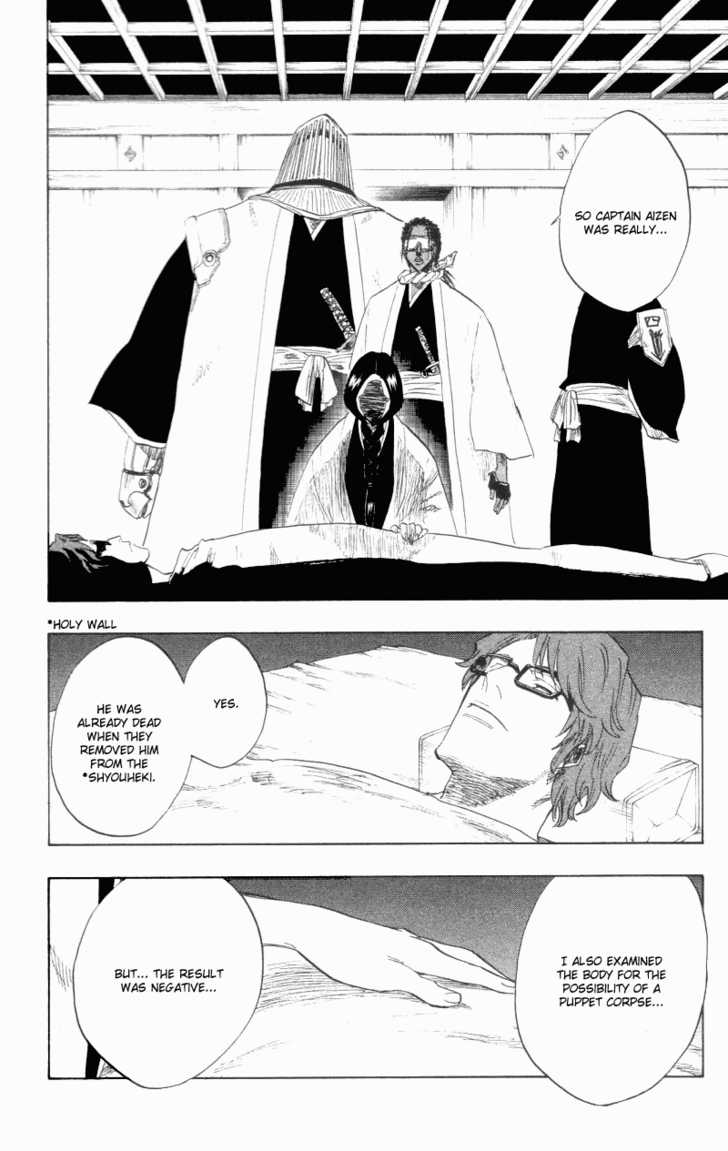 SO CAPTAIN AIZEN
WAS REALLY...
四
*HOLY WALL
YES.
HE WAS
ALREADY DEAD
WHEN THEY
REMOVED HIM
FROM THE
*SHYOUHEKI.
I ALSO EXAMINED
THE BODY FOR THE
POSSIBILITY OF A
PUPPET CORPSE...
BUT... THE RESULT
WAS NEGATIVE...